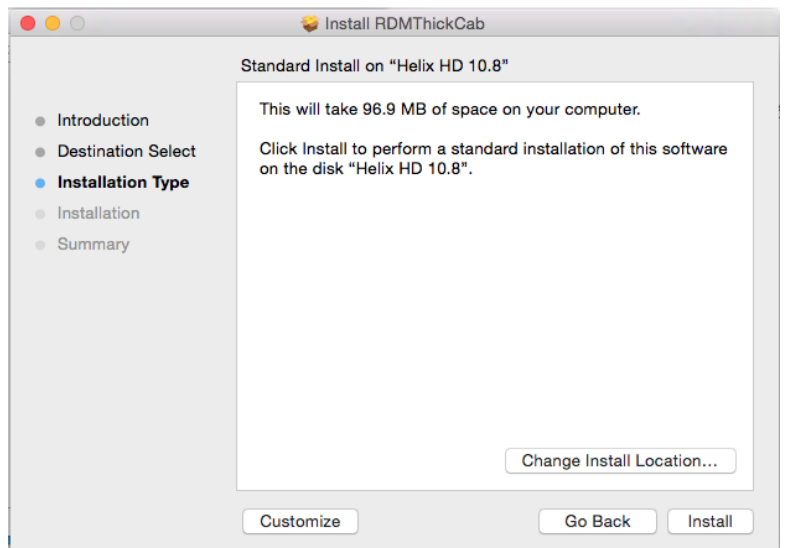 Install RDMThickCab
Standard Install on “Helix HD 10.8”
Introduction
Destination Select
Installation Type
Installation
Summary
This will take 96.9 MB of space on your computer.
Click Install to perform a standard installation of this software
on the disk “Helix HD 10.8”.
Change Install Location...
Customize
Go Back
Install